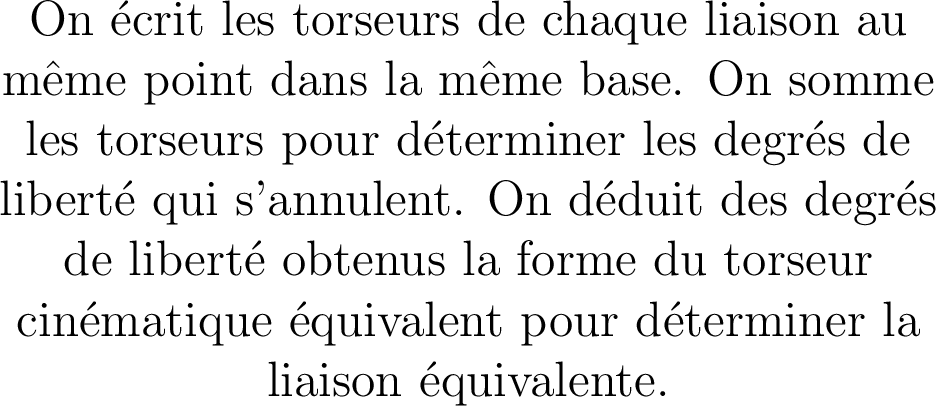 On écrit les torseurs de chaque liaison au
même point dans la même base. On somme
les torseurs pour déterminer les degrés de
liberté qui s'annulent. On déduit des degrés
de liberté obtenus la forme du torseur
cinématique équivalent pour déterminer la
liaison équivalente.